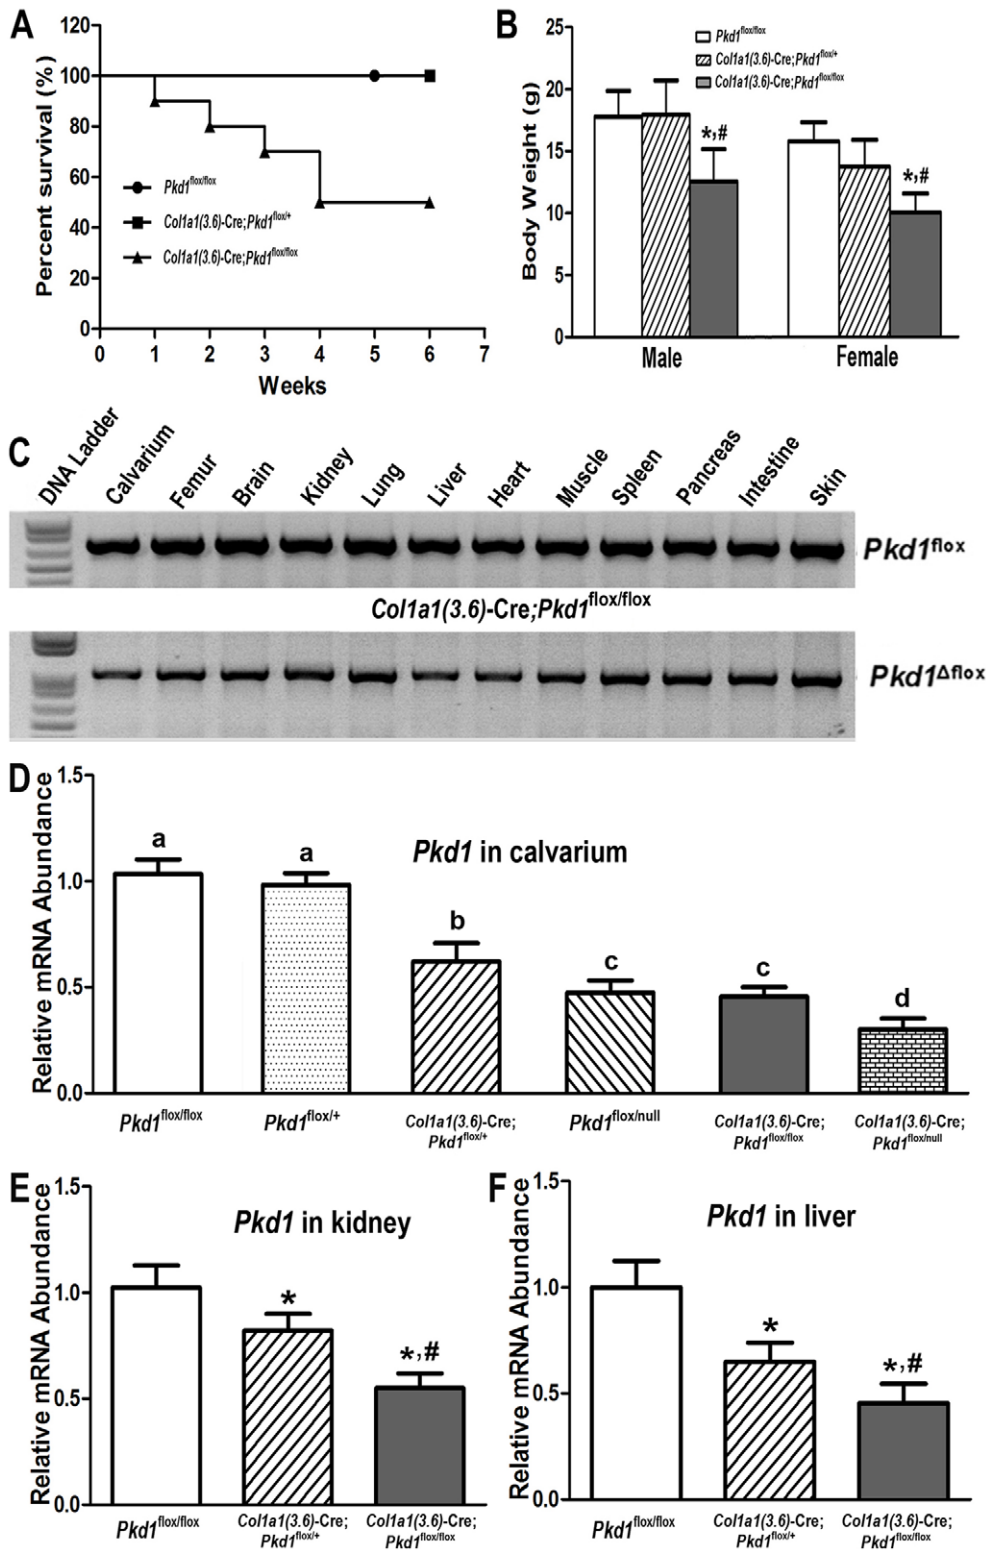 A
120
100
80
60
40
20
0
Percent survival (%)
Pkd1flox/flox
Col1a1(3.6)-Cre;Pkd1flox/+
Col1a1(3.6)-Cre;Pkd1flox/flox
0 1 2 3 4 5 6 7
Weeks
B
25
20
15
10
5
0
Body Weight (g)
Pkd1flox/flox
Col1a1(3.6)-Cre;Pkd1flox/+
Col1a1(3.6)-Cre;Pkd1flox/flox
*,#
*,#
Male Female
C
DNA Ladder
Calvarium
Femur
Brain
Kidney
Lung
Liver
Heart
Muscle
Spleen
Pancreas
Intestine
Skin
Pkd1flox
Col1a1(3.6)-Cre;Pkd1flox/flox
Pkd1Δflox
D
1.5
1.0
0.5
0.0
Relative mRNA Abundance
Pkd1 in calvarium
a a b c c d
Pkd1flox/flox
Pkd1flox/+
Col1a1(3.6)-Cre;
Pkd1flox/+
Pkd1flox/null
Col1a1(3.6)-Cre;
Pkd1flox/flox
Col1a1(3.6)-Cre;
Pkd1flox/null
E
1.5
1.0
0.5
0.0
Relative mRNA Abundance
Pkd1 in kidney
*
*,#
Pkd1flox/flox
Col1a1(3.6)-Cre;
Pkd1flox/+
Col1a1(3.6)-Cre;
Pkd1flox/flox
F
1.5
1.0
0.5
0.0
Relative mRNA Abundance
Pkd1 in liver
*
*,#
Pkd1flox/flox
Col1a1(3.6)-Cre;
Pkd1flox/+
Col1a1(3.6)-Cre;
Pkd1flox/flox